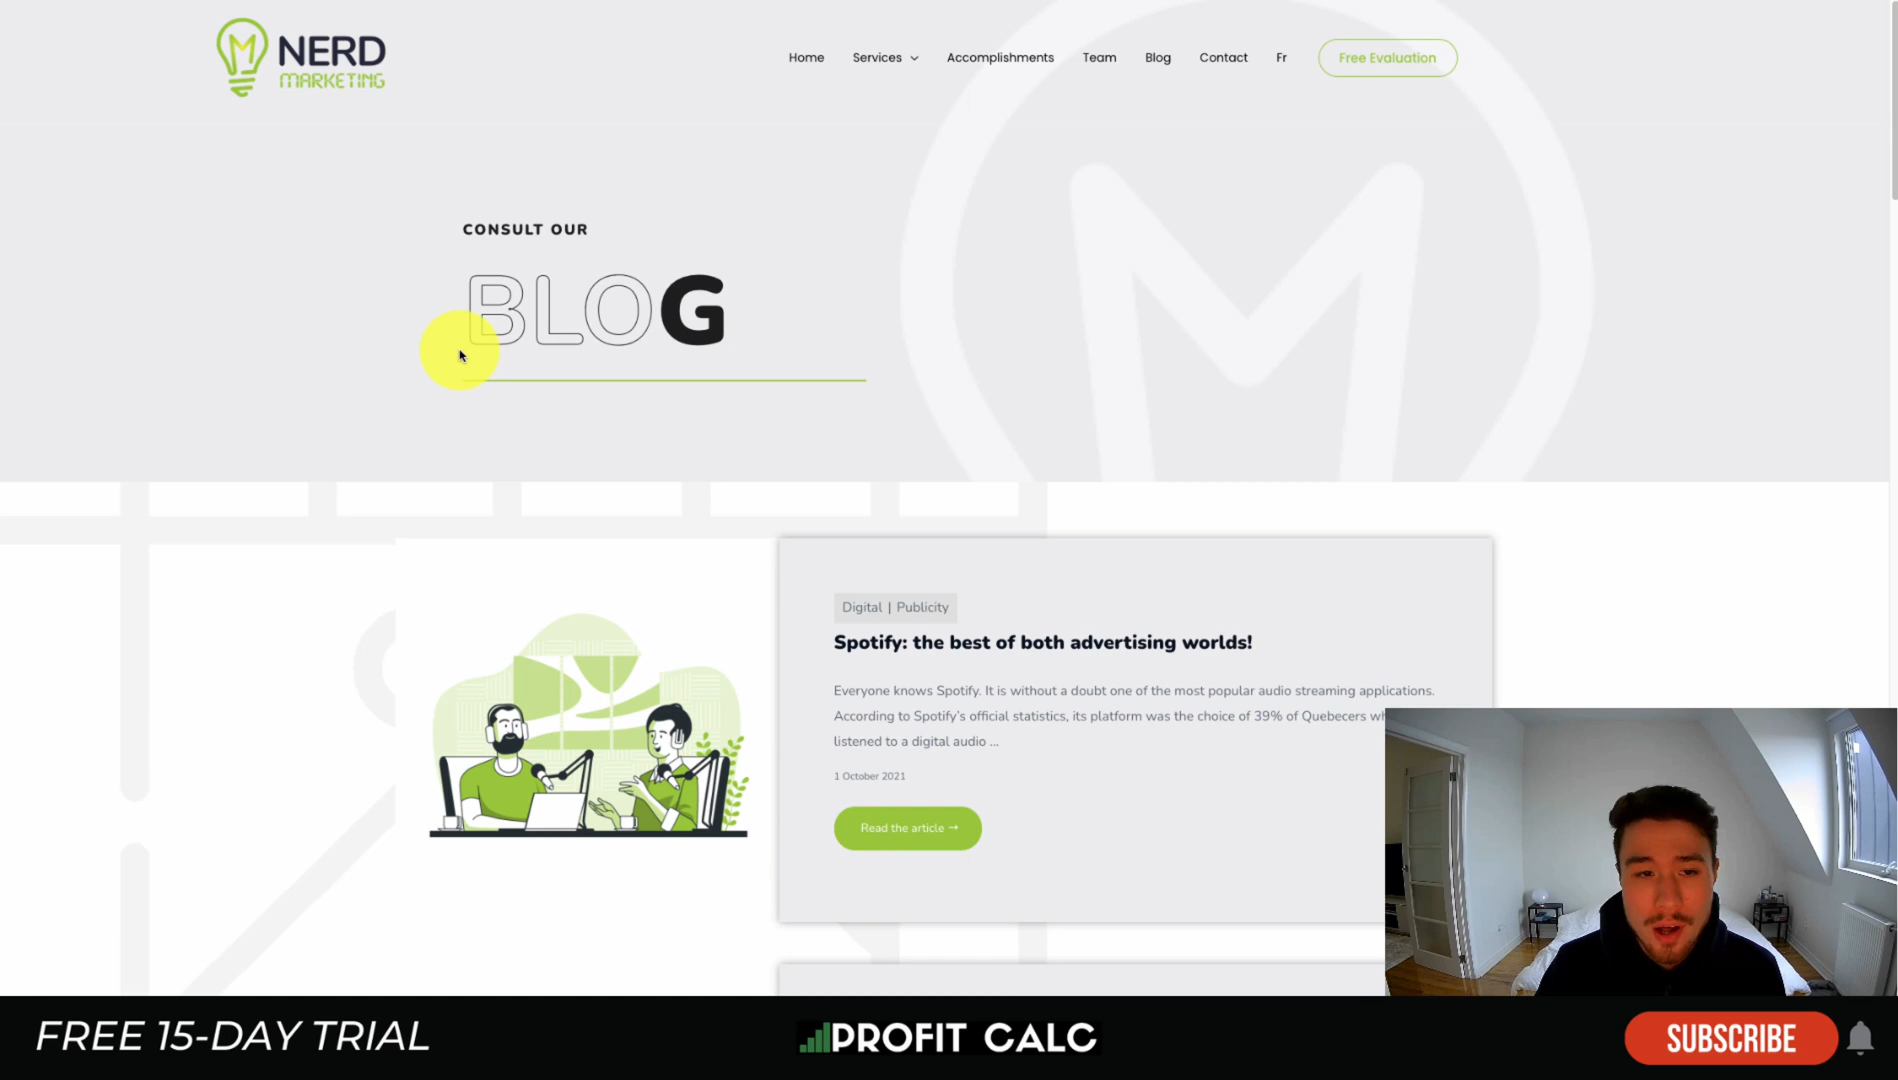 NERD
MARKETING
Home Services Accomplishments Team Blog Contact Fr Free Evaluation
CONSULT OUR
BLOG
Digital | Publicity
Spotify: the best of both advertising worlds!
Everyone knows Spotify. It is without a doubt one of the most popular audio streaming applications.
According to Spotify's official statistics, its platform was the choice of 39% of Quebecers
listened to a digital audio ...
1 October 2021
Read the article →
FREE 15-DAY TRIAL
PROFIT CALC
SUBSCRIBE